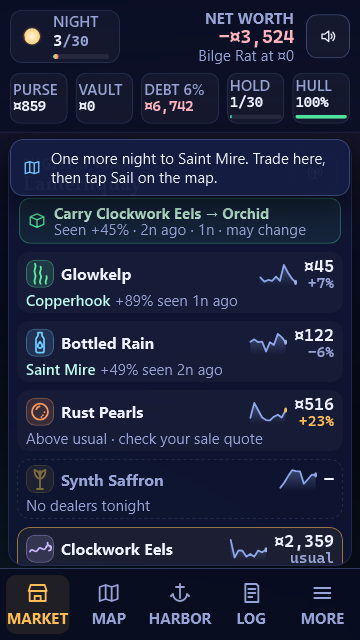 NIGHT
3/30
NET WORTH
−¤3,524
Bilge Rat at ¤0
PURSE
¤859
VAULT
¤0
DEBT 6%
¤6,742
HOLD
1/30
HULL
100%
One more night to Saint Mire. Trade here,
then tap Sail on the map.
Carry Clockwork Eels → Orchid
Seen +45% · 2n ago · 1n · may change
Glowkelp
¤45
+7%
Copperhook +89% seen 1n ago
Bottled Rain
¤122
−6%
Saint Mire +49% seen 2n ago
Rust Pearls
¤516
+23%
Above usual · check your sale quote
Synth Saffron
—
No dealers tonight
Clockwork Eels
¤2,359
usual
MARKET
MAP
HARBOR
LOG
MORE